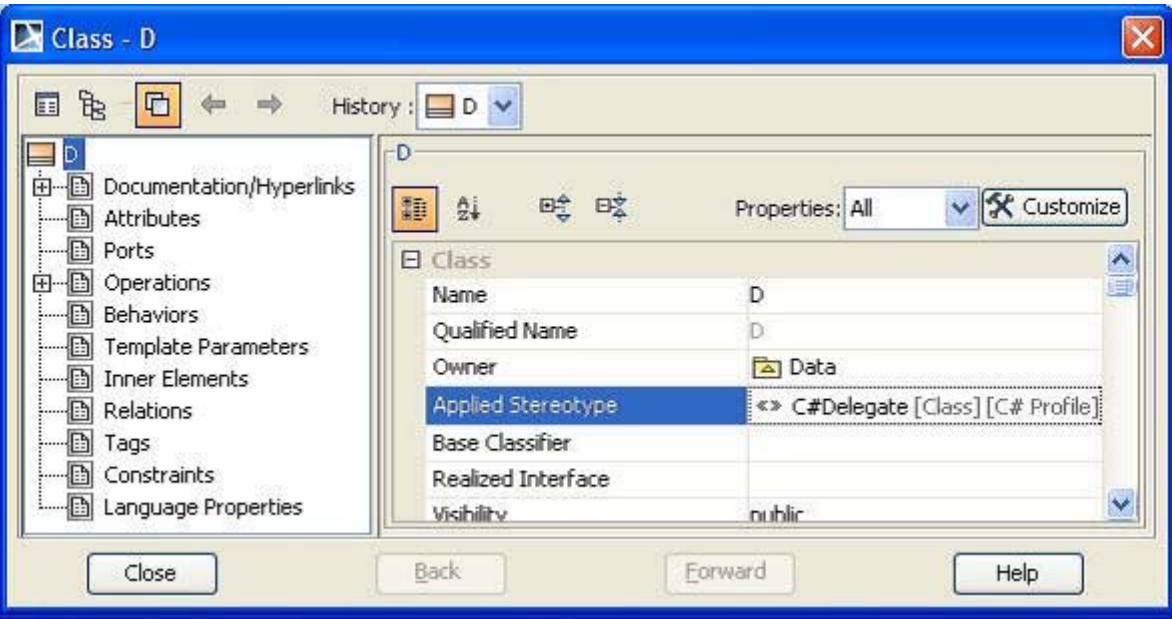 Class - D
History : D
D
Documentation/Hyperlinks
Attributes
Ports
Operations
Behaviors
Template Parameters
Inner Elements
Relations
Tags
Constraints
Language Properties
D
Properties: All Customize
Class
Name D
Qualified Name D
Owner Data
Applied Stereotype «» C#Delegate [Class] [C# Profile]
Base Classifier
Realized Interface
Visibility public
Close Back Forward Help